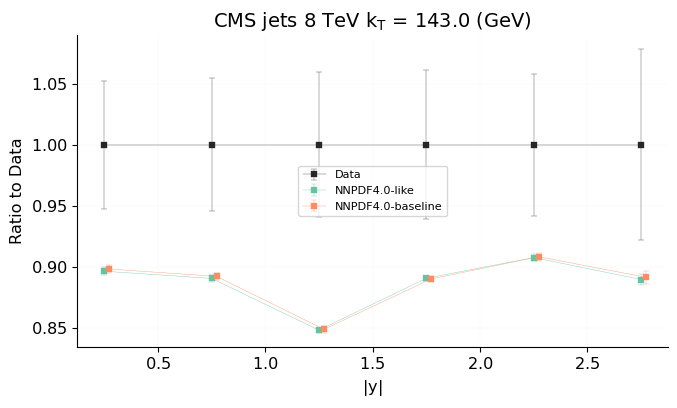 CMS jets 8 TeV kT = 143.0 (GeV)
Ratio to Data
1.05
1.00
0.95
0.90
0.85
Data
NNPDF4.0-like
NNPDF4.0-baseline
0.5 1.0 1.5 2.0 2.5
|y|